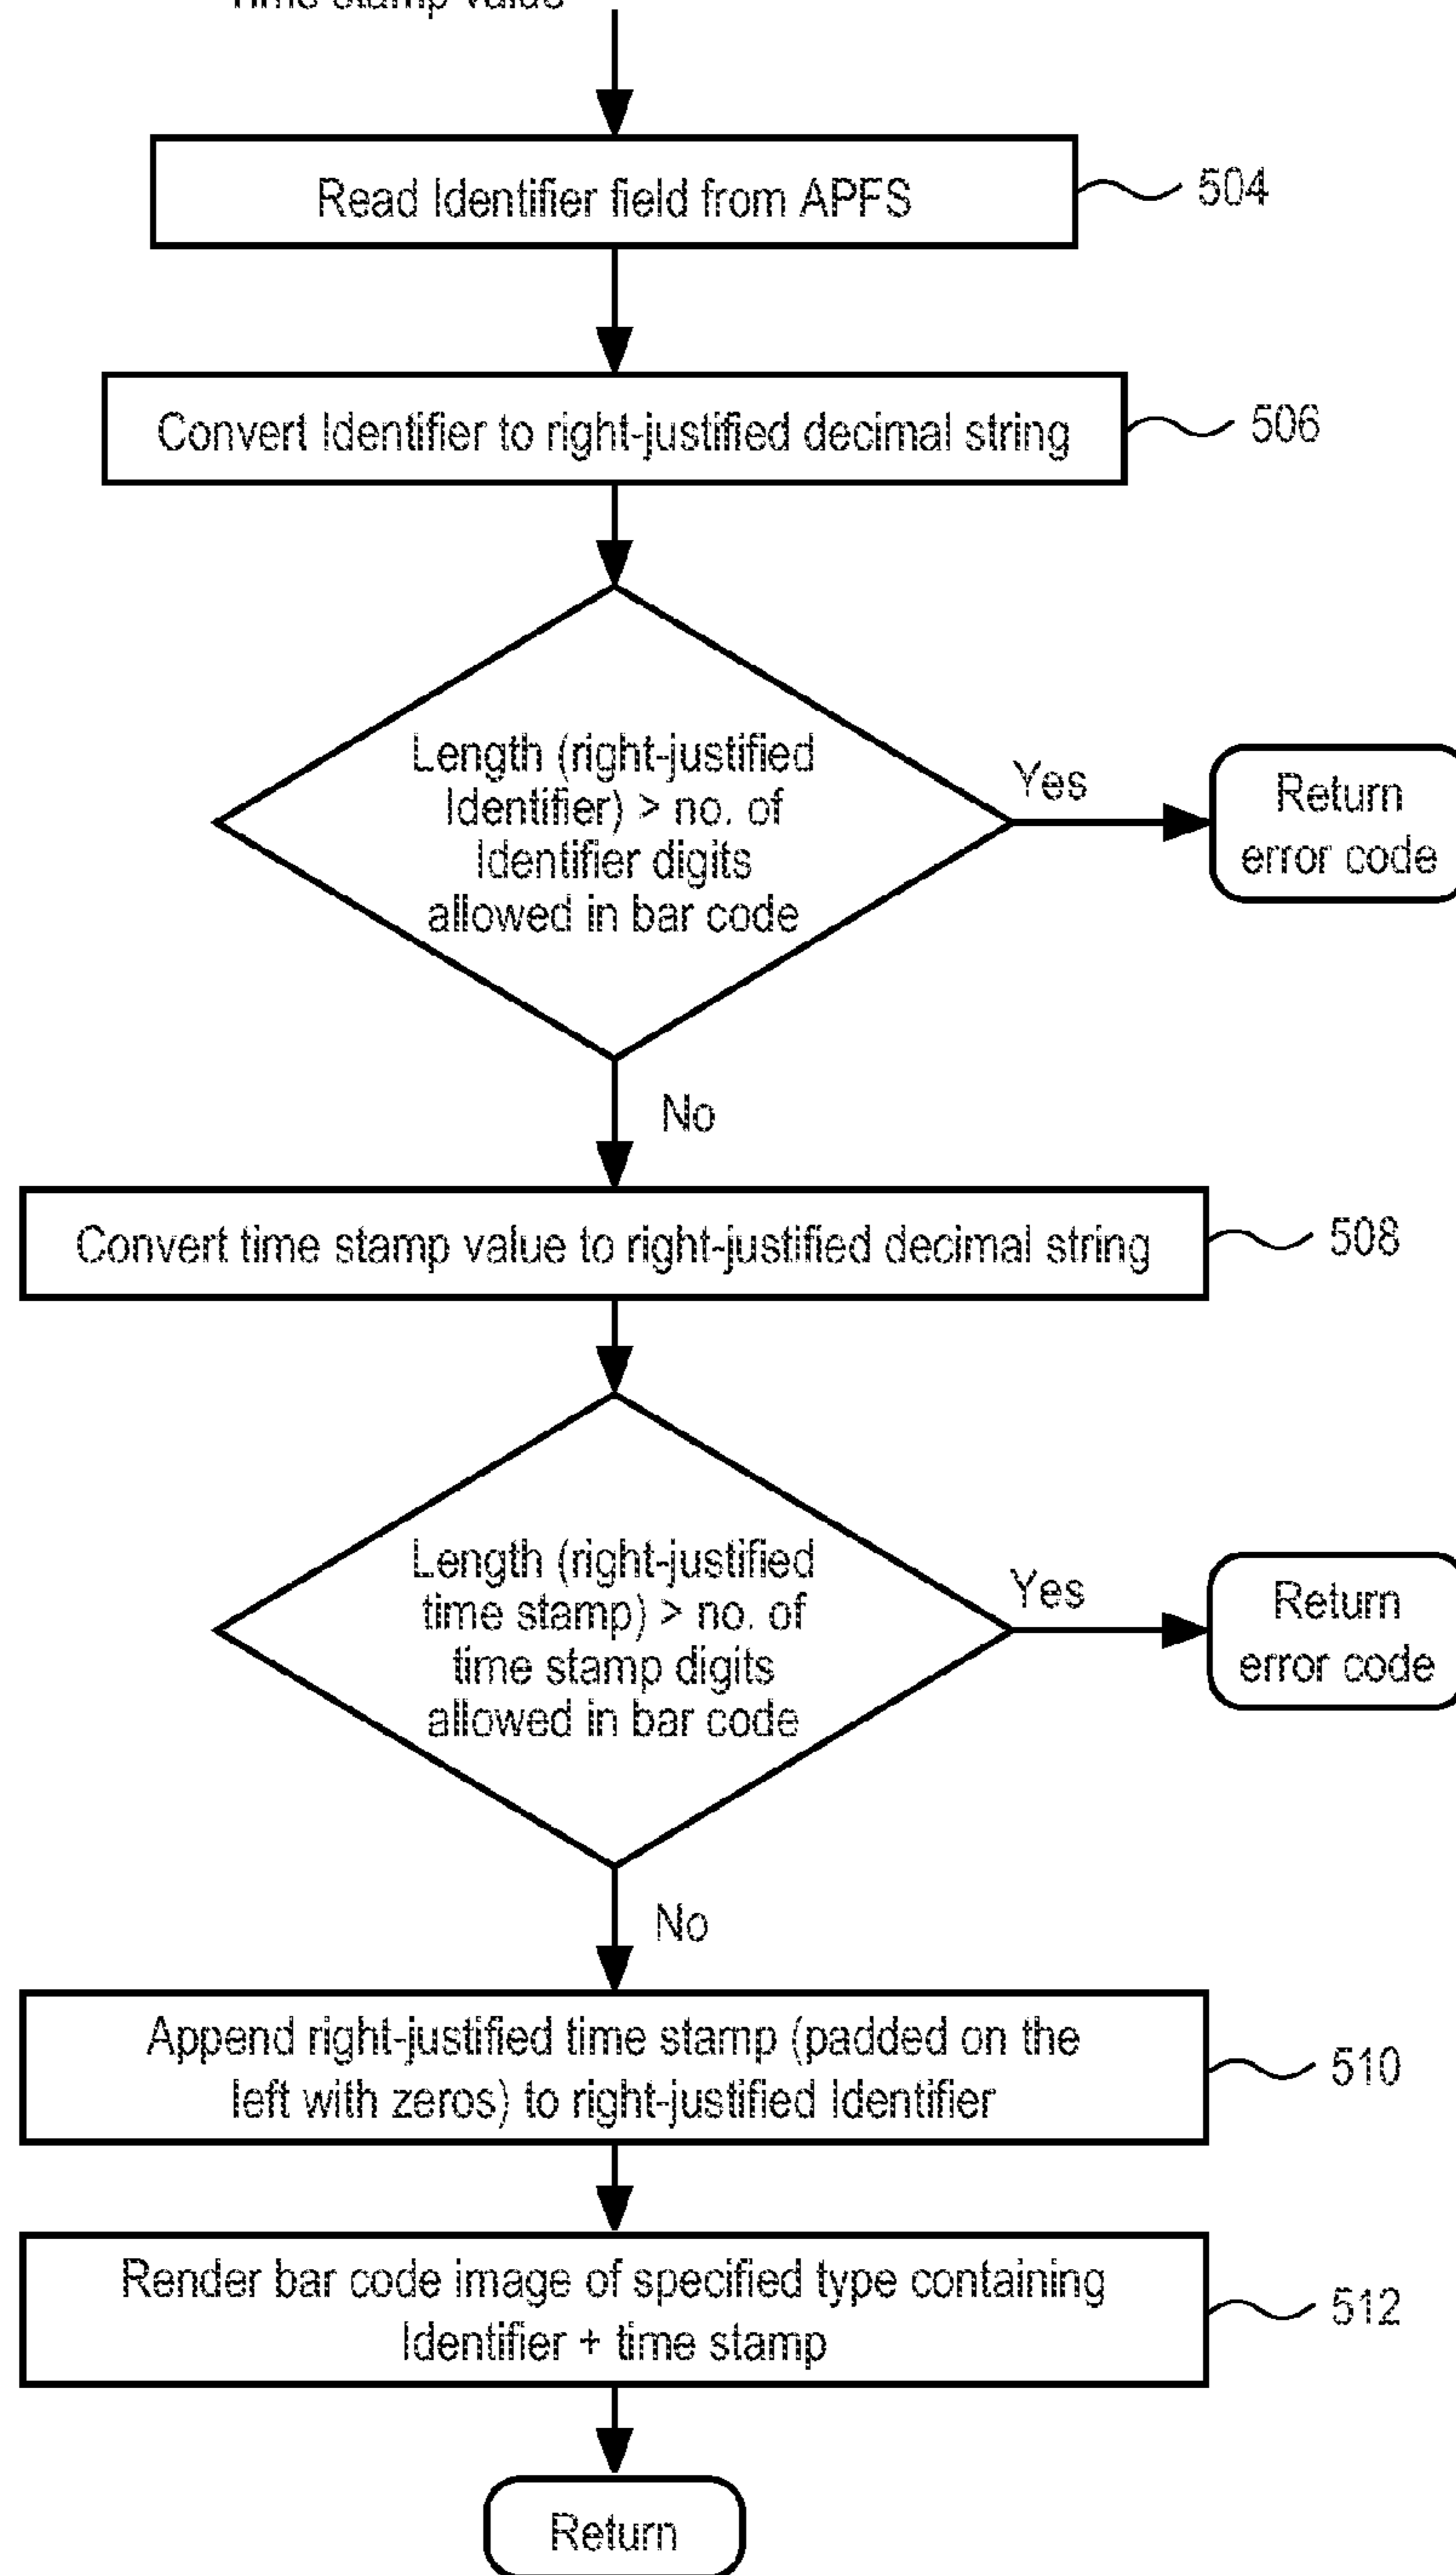 Time stamp value
Read Identifier field from APFS
504
Convert Identifier to right-justified decimal string
506
Length (right-justified
Identifier) > no. of
Identifier digits
allowed in bar code
Yes
Return
error code
No
Convert time stamp value to right-justified decimal string
508
Length (right-justified
time stamp) > no. of
time stamp digits
allowed in bar code
Yes
Return
error code
No
Append right-justified time stamp (padded on the
left with zeros) to right-justified Identifier
510
Render bar code image of specified type containing
Identifier + time stamp
512
Return